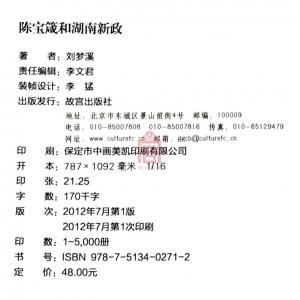 陈宝箴和湖南新政
著 者：刘梦溪
责任编辑：李文君
装帧设计：李 猛
出版发行：故宫出版社
地址：北京市东城区景山前街4号 邮编：100009
电话：010-85007808 010-85007816 传真：010-65129479
网址：www.culturefc.cn 邮箱：ggcb@culturefc.cn
印 刷：保定市中画美凯印刷有限公司
开 本：787×1092毫米 1/16
印 张：21.25
字 数：170千字
版 次：2012年7月第1版
2012年7月第1次印刷
印 数：1~5,000册
书 号：ISBN 978-7-5134-0271-2
定 价：48.00元